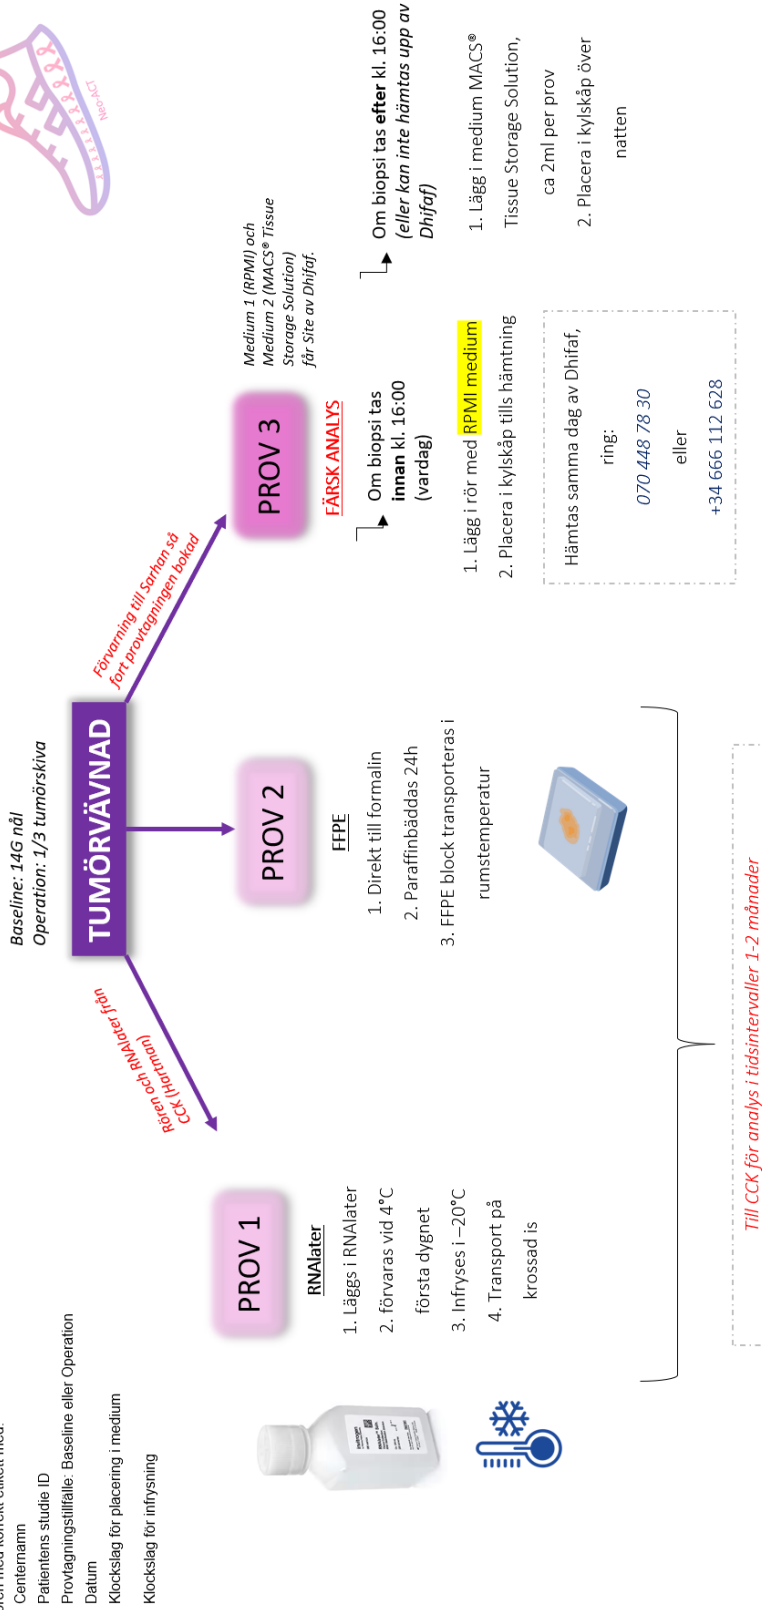 med korrekt etikett med:
Centernamn
Patientens studie ID
Provtagningstillfälle: Baseline eller Operation
Datum
Klockslag för placering i medium
Klockslag för infrysning
Baseline: 14G nål
Operation: 1/3 tumörskiva
TUMÖRVÄVNAD
Neo-ACT
Rören och RNAlater från
CCK (Hartman)
Förvarning till Sarhan så
fort provtagningen bokad
PROV 1
RNAlater
1. Läggs i RNAlater
2. förvaras vid 4°C
första dygnet
3. Infryses i –20°C
4. Transport på
krossad is
PROV 2
FFPE
1. Direkt till formalin
2. Paraffinbäddas 24h
3. FFPE block transporteras i
rumstemperatur
PROV 3
FÄRSK ANALYS
Medium 1 (RPMI) och
Medium 2 (MACS® Tissue
Storage Solution)
får Site av Dhifaf.
Om biopsi tas
innan kl. 16:00
(vardag)
1. Lägg i rör med RPMI medium
2. Placera i kylskåp tills hämtning
Hämtas samma dag av Dhifaf,
ring:
070 448 78 30
eller
+34 666 112 628
Om biopsi tas efter kl. 16:00
(eller kan inte hämtas upp av
Dhifaf)
1. Lägg i medium MACS®
Tissue Storage Solution,
ca 2ml per prov
2. Placera i kylskåp över
natten
Till CCK för analys i tidsintervaller 1-2 månader